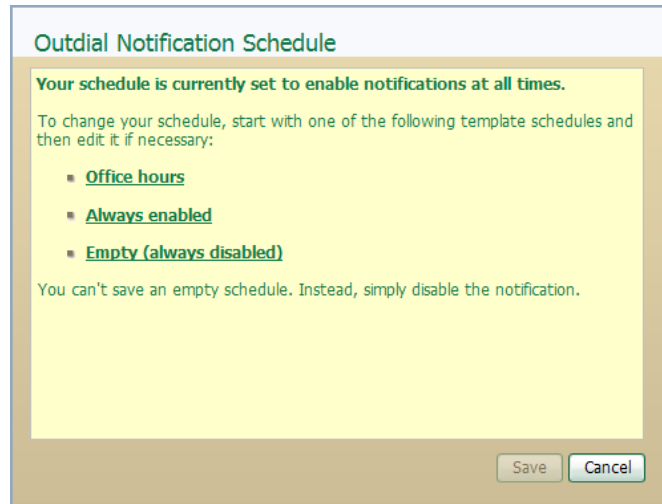 Outdial Notification Schedule
Your schedule is currently set to enable notifications at all times.
To change your schedule, start with one of the following template schedules and
then edit it if necessary:
Office hours
Always enabled
Empty (always disabled)
You can't save an empty schedule. Instead, simply disable the notification.
Save Cancel